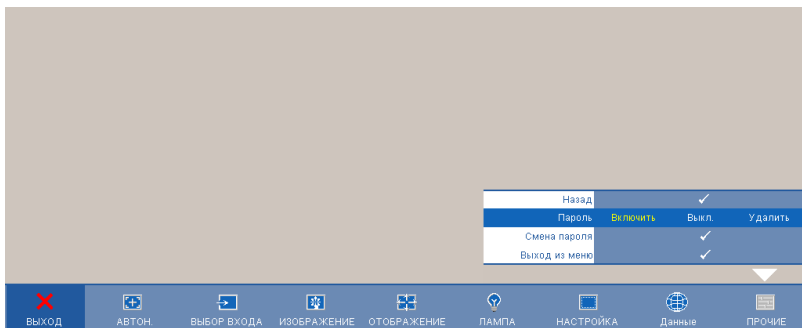 Назад
Пароль Включить Выкл. Удалить
Смена пароля
Выход из меню
ВЫХОД АВТОН. ВЫБОР ВХОДА ИЗОБРАЖЕНИЕ ОТОБРАЖЕНИЕ ЛАМПА НАСТРОЙКА Данные ПРОЧИЕ